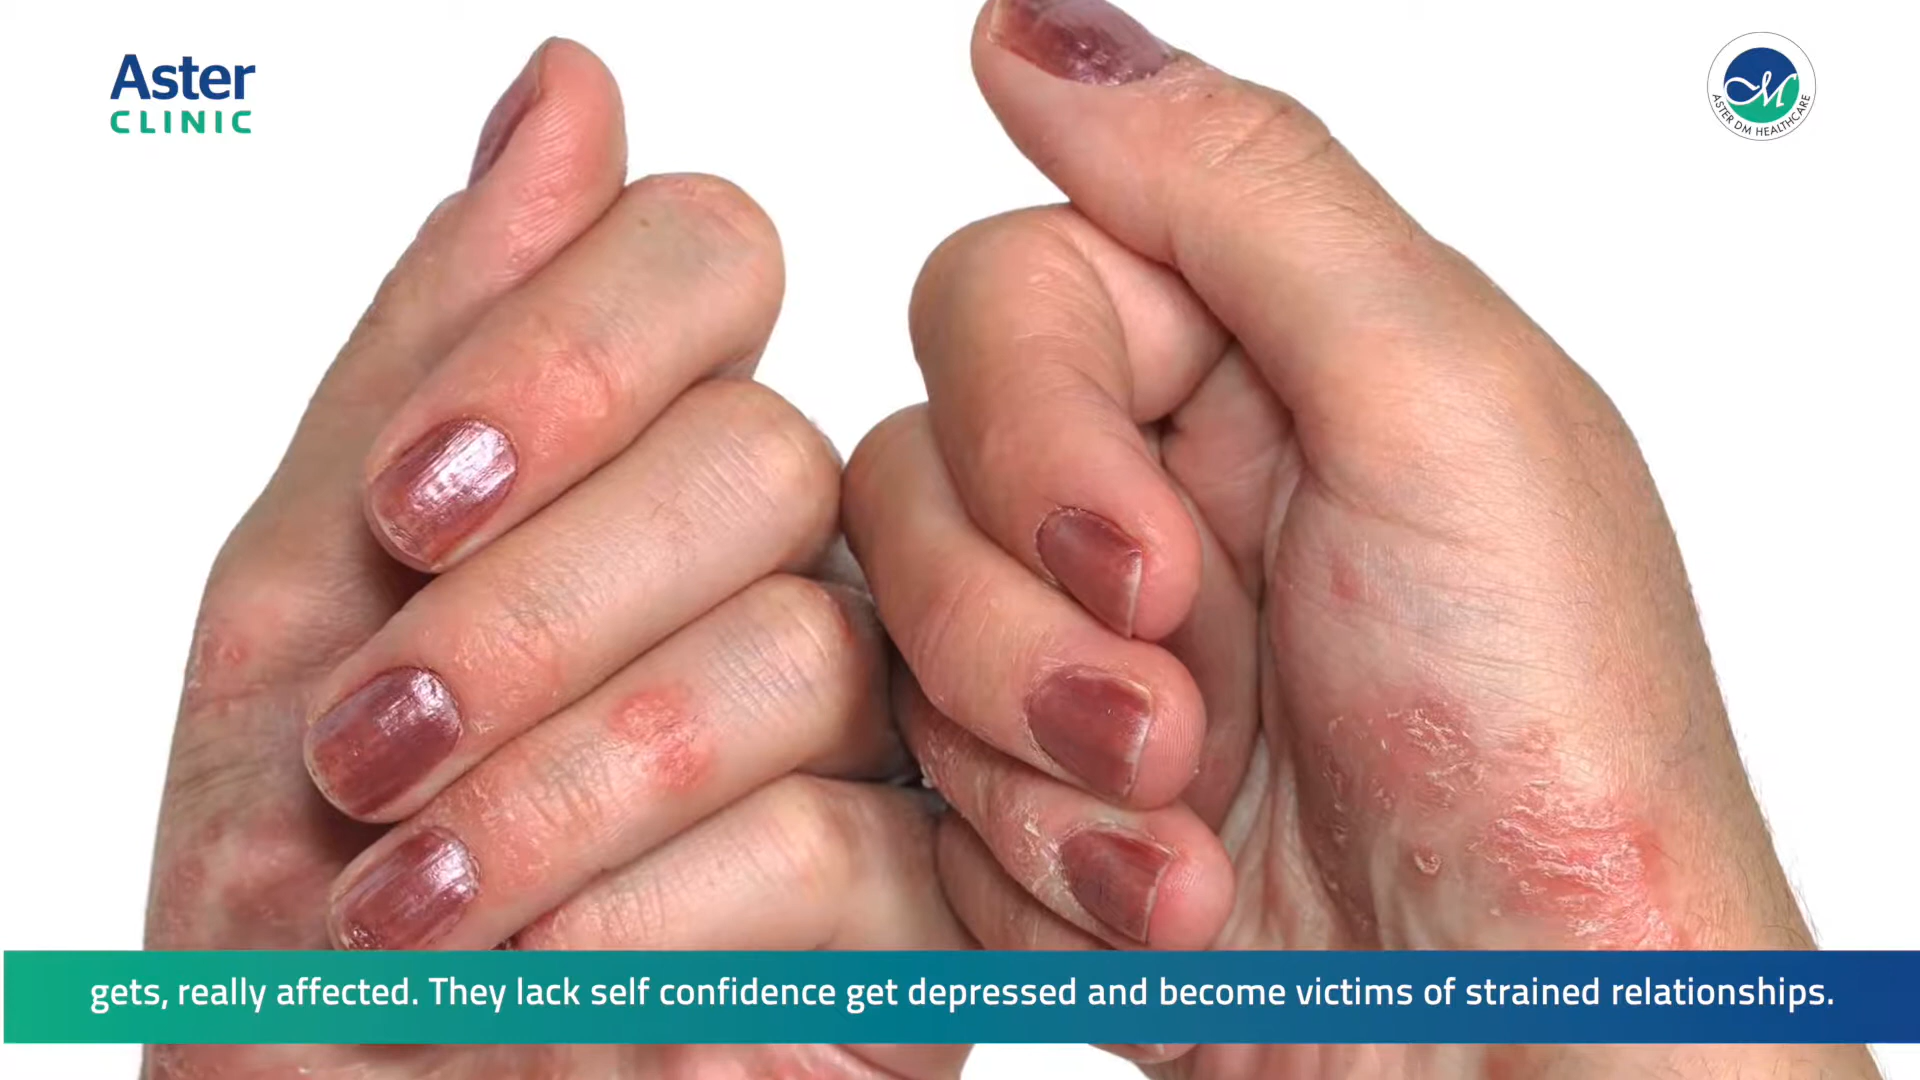 Aster
CLINIC
M
ASTER DM HEALTHCARE
gets, really affected. They lack self confidence get depressed and become victims of strained relationships.